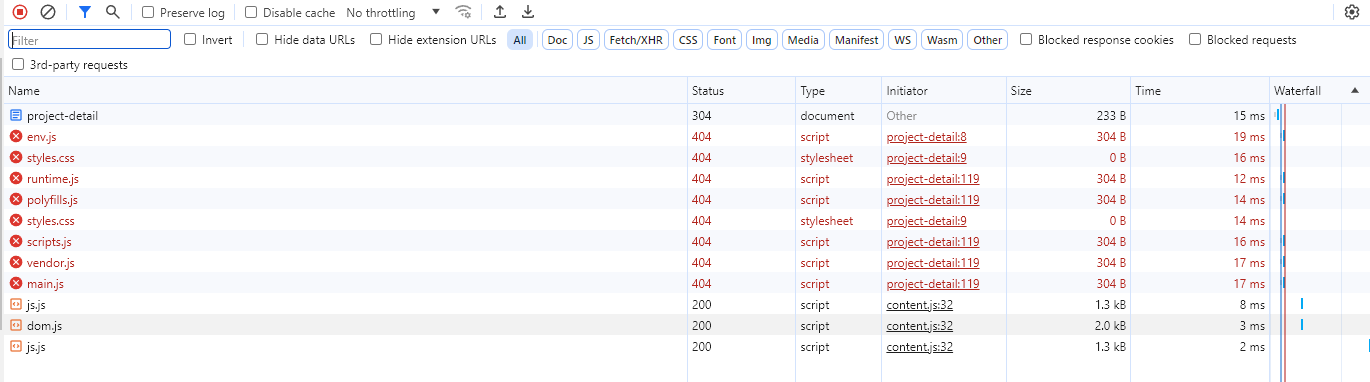 Preserve log Disable cache No throttling
Filter Invert Hide data URLs Hide extension URLs All Doc JS Fetch/XHR CSS Font Img Media Manifest WS Wasm Other Blocked response cookies Blocked requests
3rd-party requests
Name Status Type Initiator Size Time Waterfall
project-detail 304 document Other 233 B 15 ms
env.js 404 script project-detail:8 304 B 19 ms
styles.css 404 stylesheet project-detail:9 0 B 16 ms
runtime.js 404 script project-detail:119 304 B 12 ms
polyfills.js 404 script project-detail:119 304 B 14 ms
styles.css 404 stylesheet project-detail:9 0 B 14 ms
scripts.js 404 script project-detail:119 304 B 16 ms
vendor.js 404 script project-detail:119 304 B 17 ms
main.js 404 script project-detail:119 304 B 17 ms
js.js 200 script content.js:32 1.3 kB 8 ms
dom.js 200 script content.js:32 2.0 kB 3 ms
js.js 200 script content.js:32 1.3 kB 2 ms